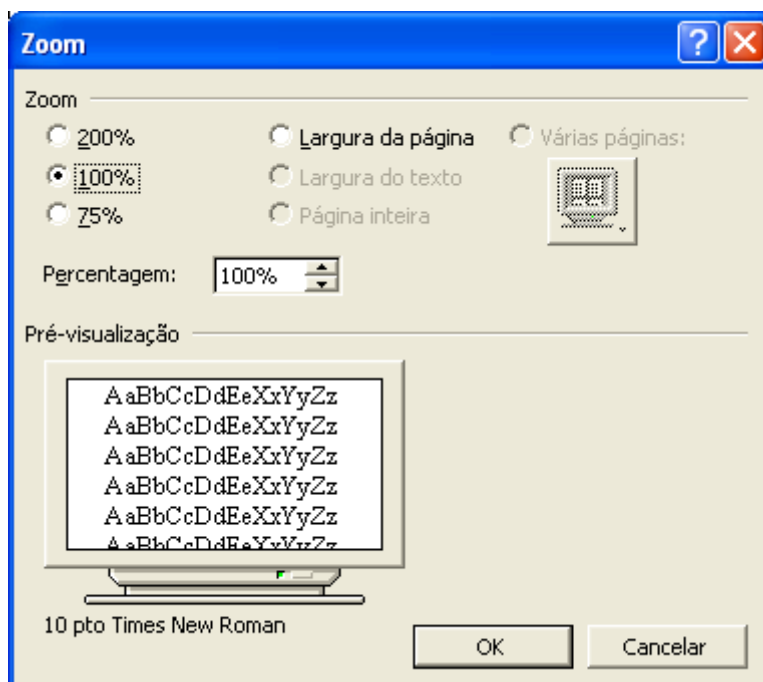 Zoom
Zoom
200% Largura da página Várias páginas:
100% Largura do texto
75% Página inteira
Percentagem: 100%
Pré-visualização
AaBbCcDdEeXxYyZz
AaBbCcDdEeXxYyZz
AaBbCcDdEeXxYyZz
AaBbCcDdEeXxYyZz
AaBbCcDdEeXxYyZz
AaBbCcDdEeXxYyZz
10 pto Times New Roman
OK Cancelar